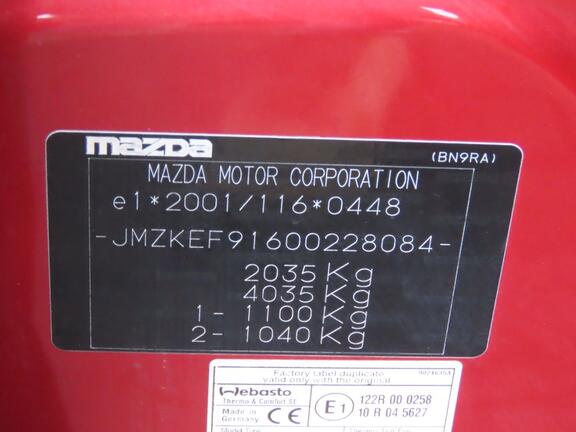 mazda
(BN9RA)
MAZDA MOTOR CORPORATION
e1*2001/116*0448
-JMZKEF91600228084-
2035 Kg
4035 Kg
1- 1100 Kg
2- 1040 Kg
Factory label duplicate
valid only with the original
Webasto
Thermo & Comfort SE
Made in
Germany
CE
E1
122R 00 0258
10 R 04 5627